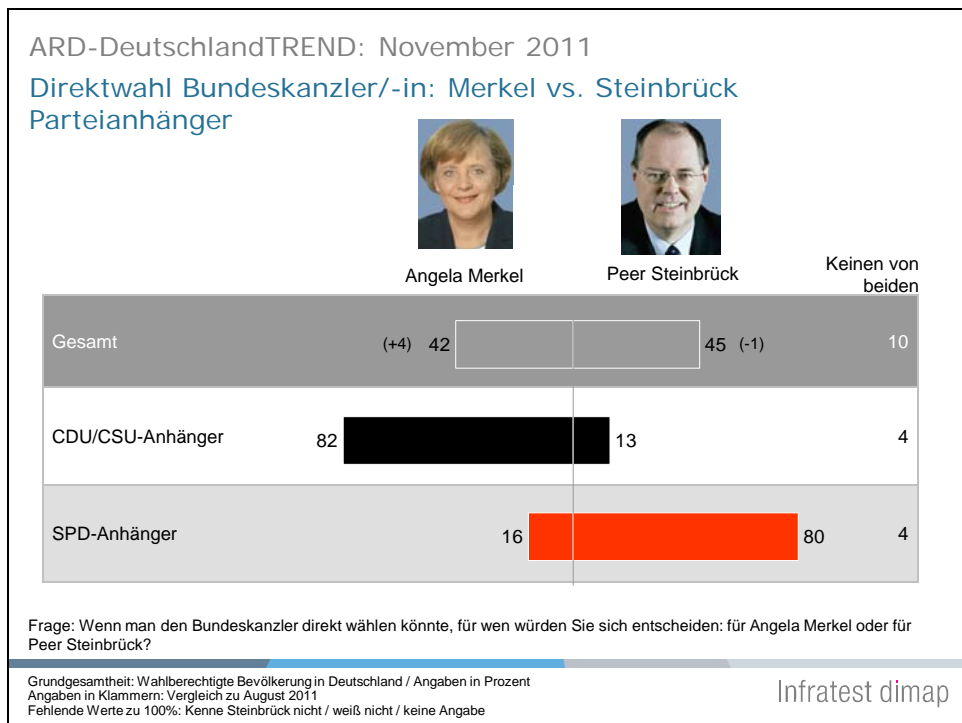 ARD-DeutschlandTREND: November 2011
Direktwahl Bundeskanzler/-in: Merkel vs. Steinbrück
Parteianhänger
Angela Merkel
Peer Steinbrück
Keinen von
beiden
Gesamt (+4) 42 45 (-1) 10
CDU/CSU-Anhänger 82 13 4
SPD-Anhänger 16 80 4
Frage: Wenn man den Bundeskanzler direkt wählen könnte, für wen würden Sie sich entscheiden: für Angela Merkel oder für
Peer Steinbrück?
Grundgesamtheit: Wahlberechtigte Bevölkerung in Deutschland / Angaben in Prozent
Angaben in Klammern: Vergleich zu August 2011
Fehlende Werte zu 100%: Kenne Steinbrück nicht / weiß nicht / keine Angabe
Infratest dimap